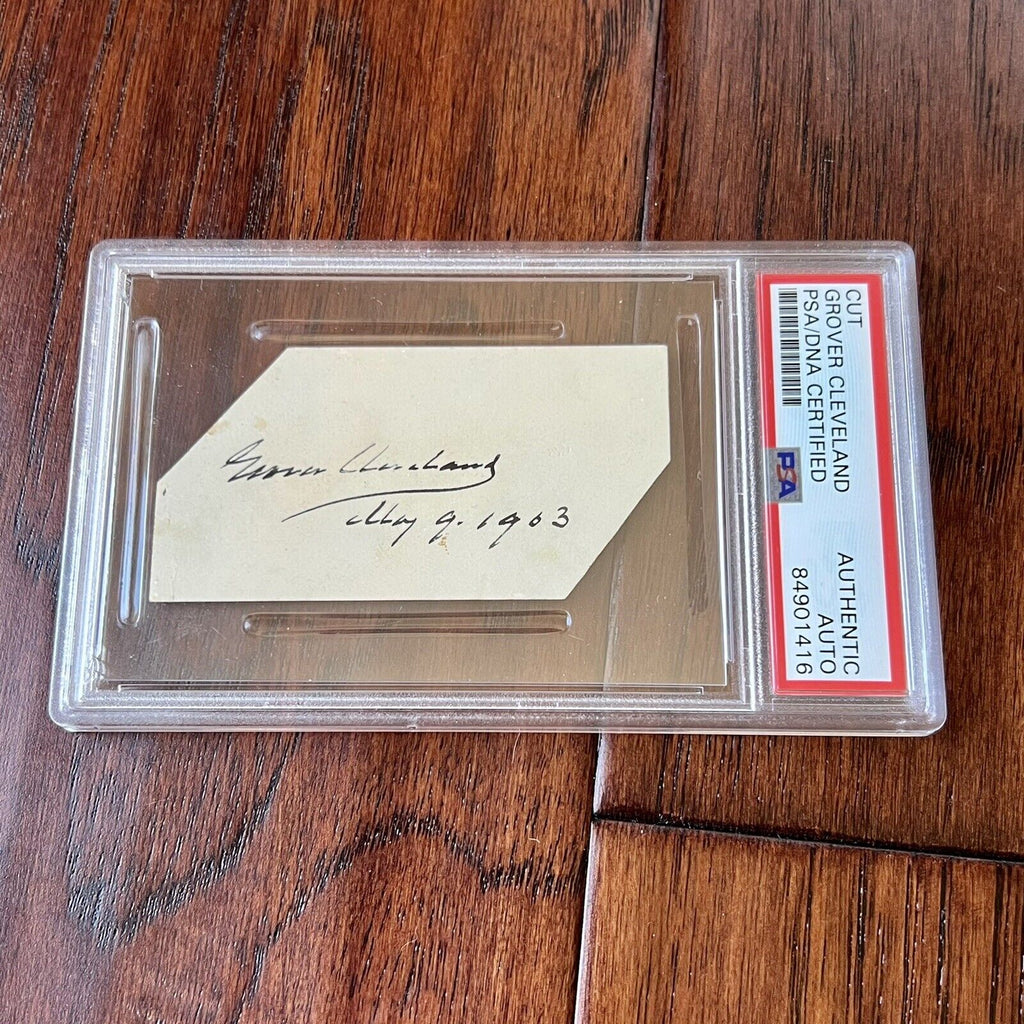 Grover Cleveland
May 9. 1903
CUT
GROVER CLEVELAND
PSA/DNA CERTIFIED
PSA
AUTHENTIC
AUTO
84901416